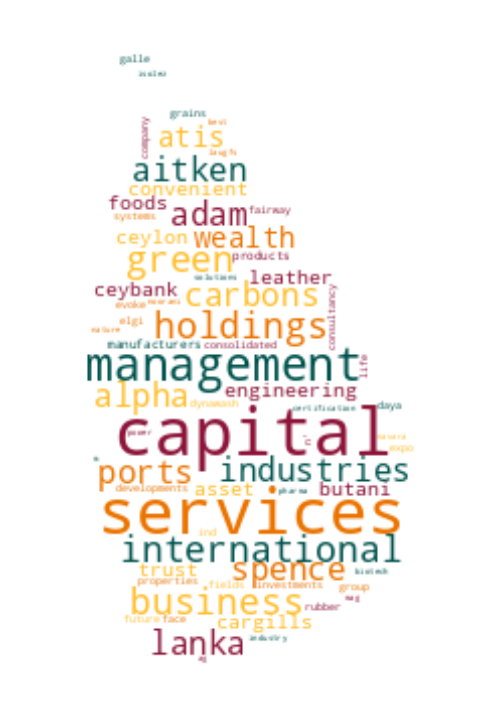 galle
grains
best
company
atis
laugfs
aitken
convenient
foods
adam
fairway
systems
ceylon
wealth
green
products
solutions
leather
ceybank
carbons
consultancy
evoke
noorani
holdings
elgi
nature
manufacturers
consolidated
management
life
engineering
alpha
dynawash
certification
daya
capital
power
expo
ports
industries
developments
asset
pharma
butani
services
ind
international
trust
spence
biotech
properties
fields
investments
group
business
mag
rubber
future
face
cargills
lanka
industry
ag